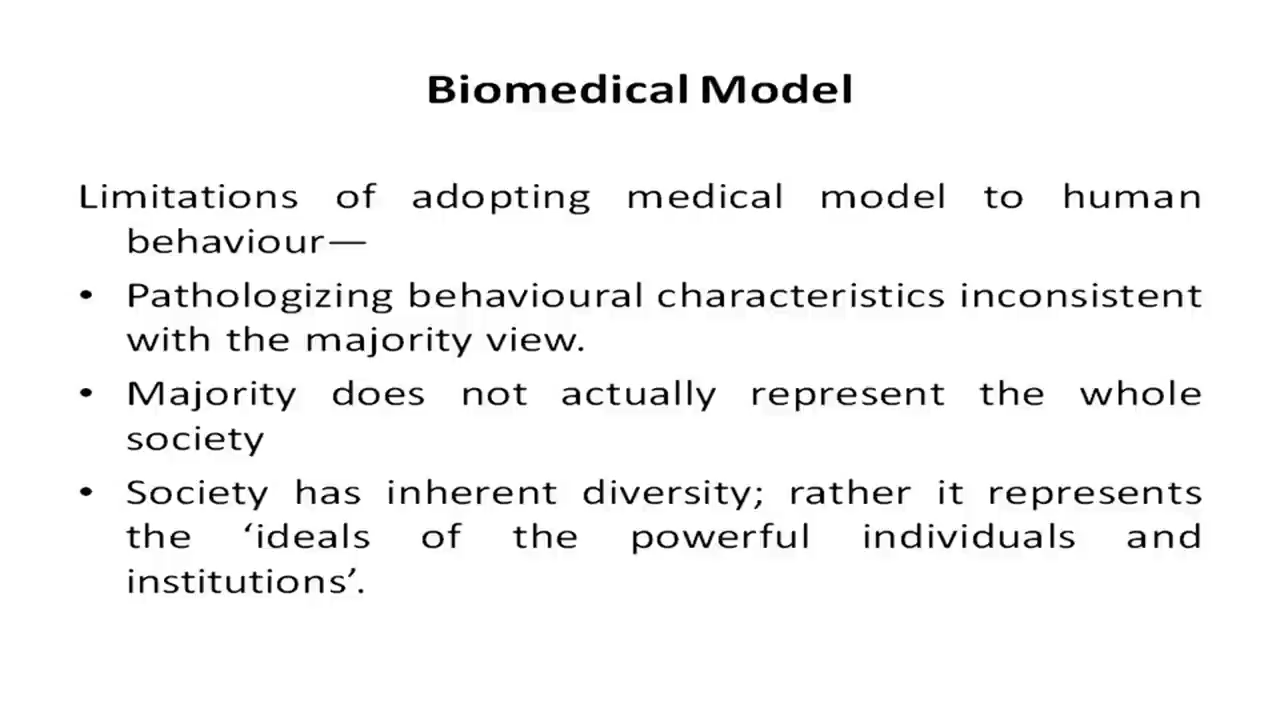 Biomedical Model
Limitations of adopting medical model to human
behaviour—
• Pathologizing behavioural characteristics inconsistent
with the majority view.
• Majority does not actually represent the whole
society
• Society has inherent diversity; rather it represents
the ‘ideals of the powerful individuals and
institutions’.